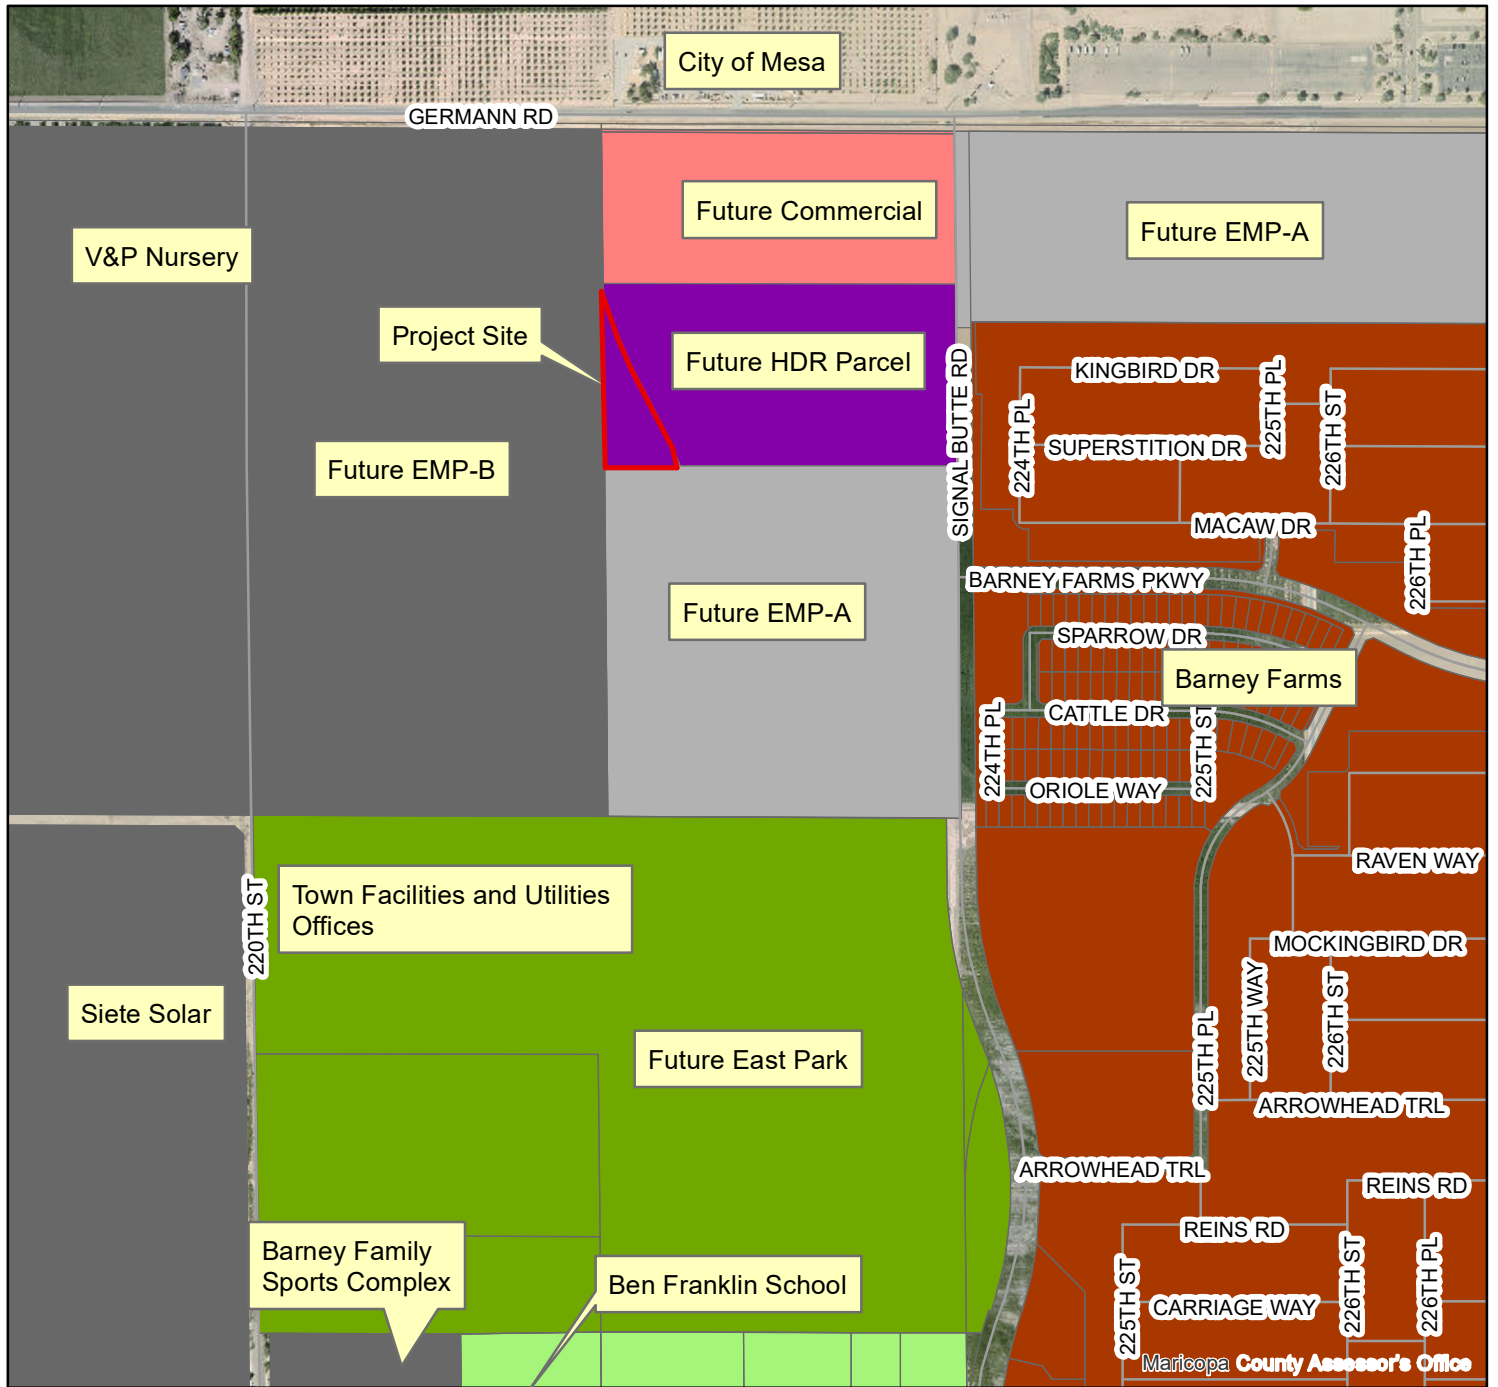 City of Mesa
GERMANN RD
Future Commercial
Future EMP-A
V&P Nursery
Project Site
Future HDR Parcel
SIGNAL BUTTE RD
KINGBIRD DR
225TH PL
226TH ST
224TH PL
SUPERSTITION DR
Future EMP-B
MACAW DR
226TH PL
BARNEY FARMS PKWY
Future EMP-A
SPARROW DR
Barney Farms
CATTLE DR
224TH PL
225TH ST
ORIOLE WAY
RAVEN WAY
Town Facilities and Utilities
Offices
220TH ST
MOCKINGBIRD DR
225TH WAY
226TH ST
Siete Solar
Future East Park
225TH PL
ARROWHEAD TRL
ARROWHEAD TRL
REINS RD
REINS RD
Barney Family
Sports Complex
Ben Franklin School
225TH ST
CARRIAGE WAY
226TH ST
226TH PL
Maricopa County Assessor's Office